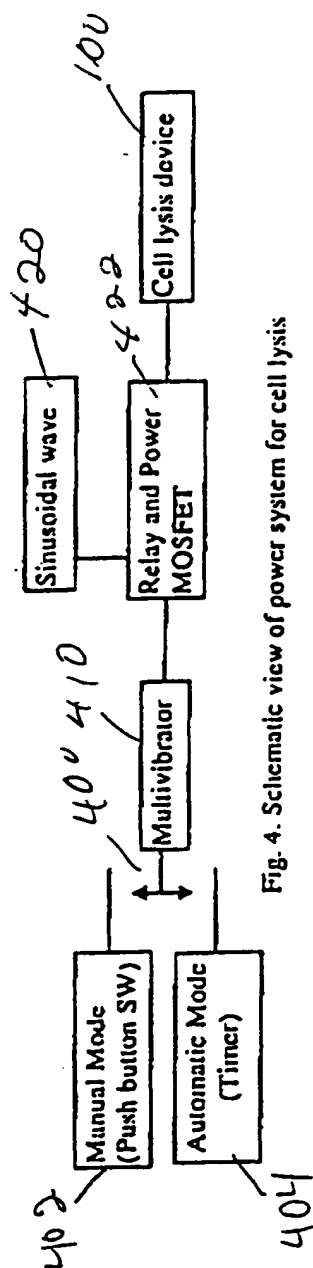 402
Manual Mode
(Push button SW)
Automatic Mode
(Timer)
404
400
410
Multivibrator
Sinusoidal wave
420
Relay and Power
MOSFET
422
Cell lysis device
100
Fig. 4. Schematic view of power system for cell lysis